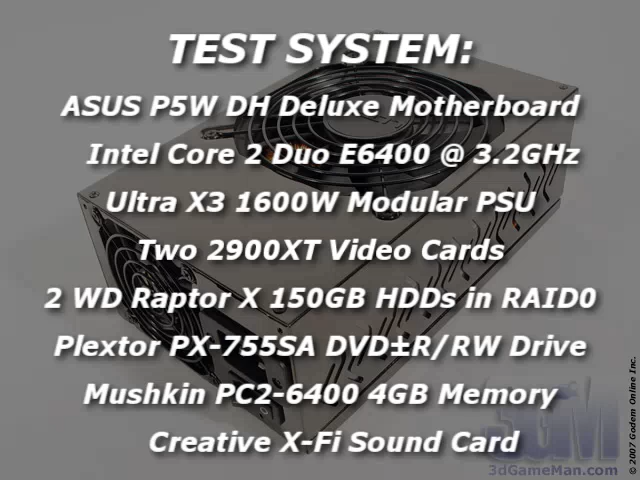 TEST SYSTEM:
ASUS P5W DH Deluxe Motherboard
Intel Core 2 Duo E6400 @ 3.2GHz
Ultra X3 1600W Modular PSU
Two 2900XT Video Cards
2 WD Raptor X 150GB HDDs in RAID0
Plextor PX-755SA DVD±R/RW Drive
Mushkin PC2-6400 4GB Memory
Creative X-Fi Sound Card
3GM
3dGameMan.com
© 2007 Godem Online Inc.